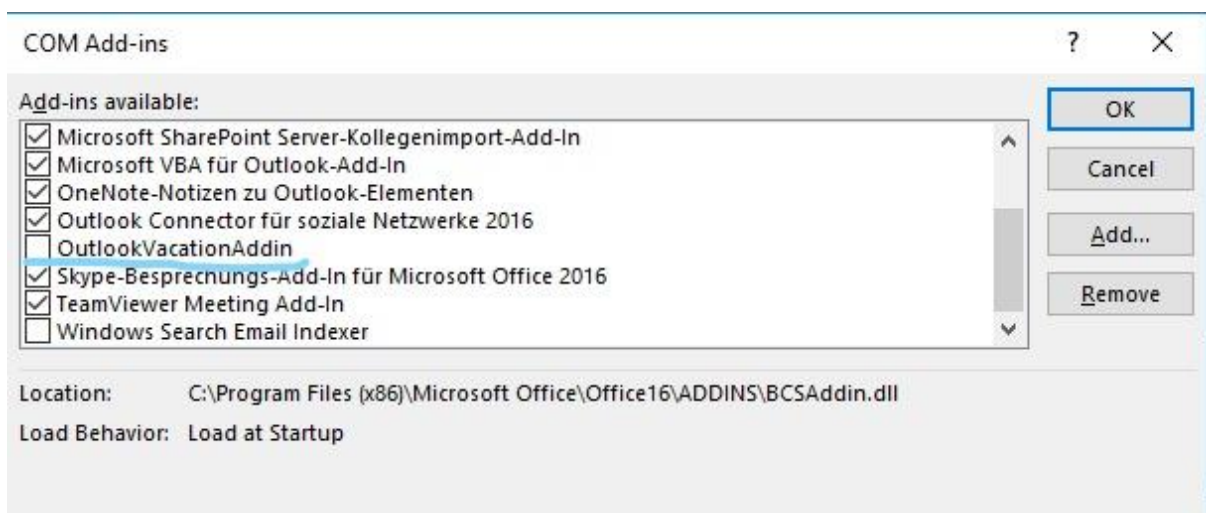 COM Add-ins
?
Add-ins available:
Microsoft SharePoint Server-Kollegenimport-Add-In
Microsoft VBA für Outlook-Add-In
OneNote-Notizen zu Outlook-Elementen
Outlook Connector für soziale Netzwerke 2016
OutlookVacationAddin
Skype-Besprechungs-Add-In für Microsoft Office 2016
TeamViewer Meeting Add-In
Windows Search Email Indexer
OK
Cancel
Add...
Remove
Location: C:\Program Files (x86)\Microsoft Office\Office16\ADDINS\BCSAddin.dll
Load Behavior: Load at Startup